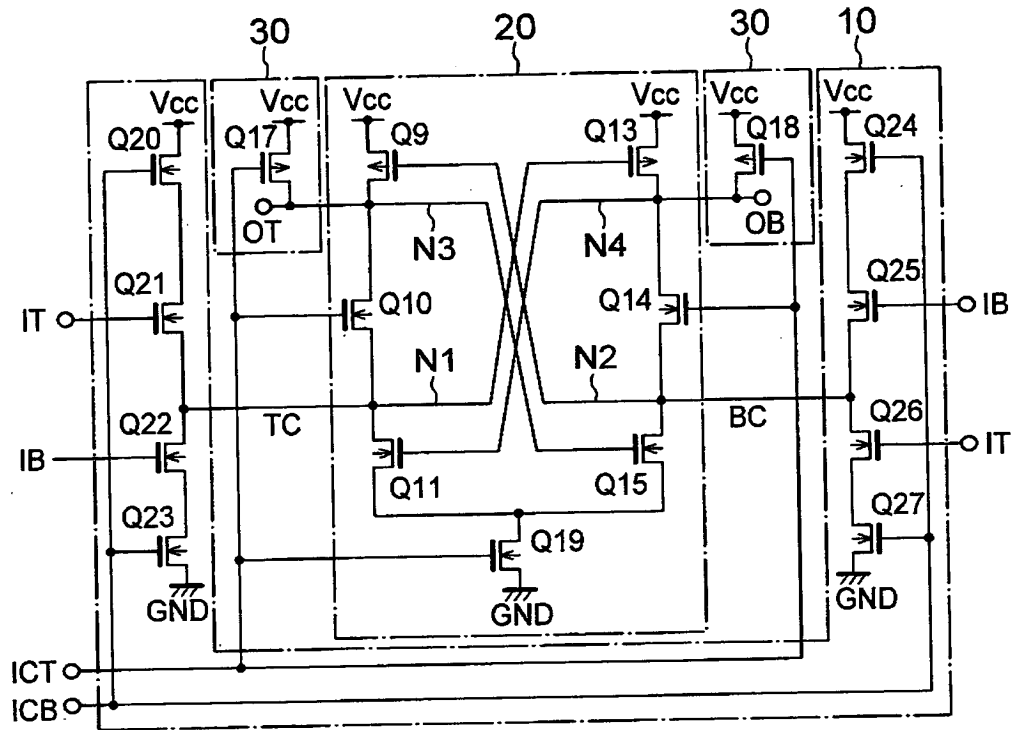 30 20 30 10
Vcc Vcc Vcc Vcc Vcc Vcc
Q20 Q17 Q9 Q13 Q18 Q24
OT N3 N4 OB
Q21 Q10 Q14 Q25
IT IB
N1 N2
Q22 TC BC Q26
IB IT
Q11 Q15
Q23 Q19 Q27
GND GND GND
ICT
ICB